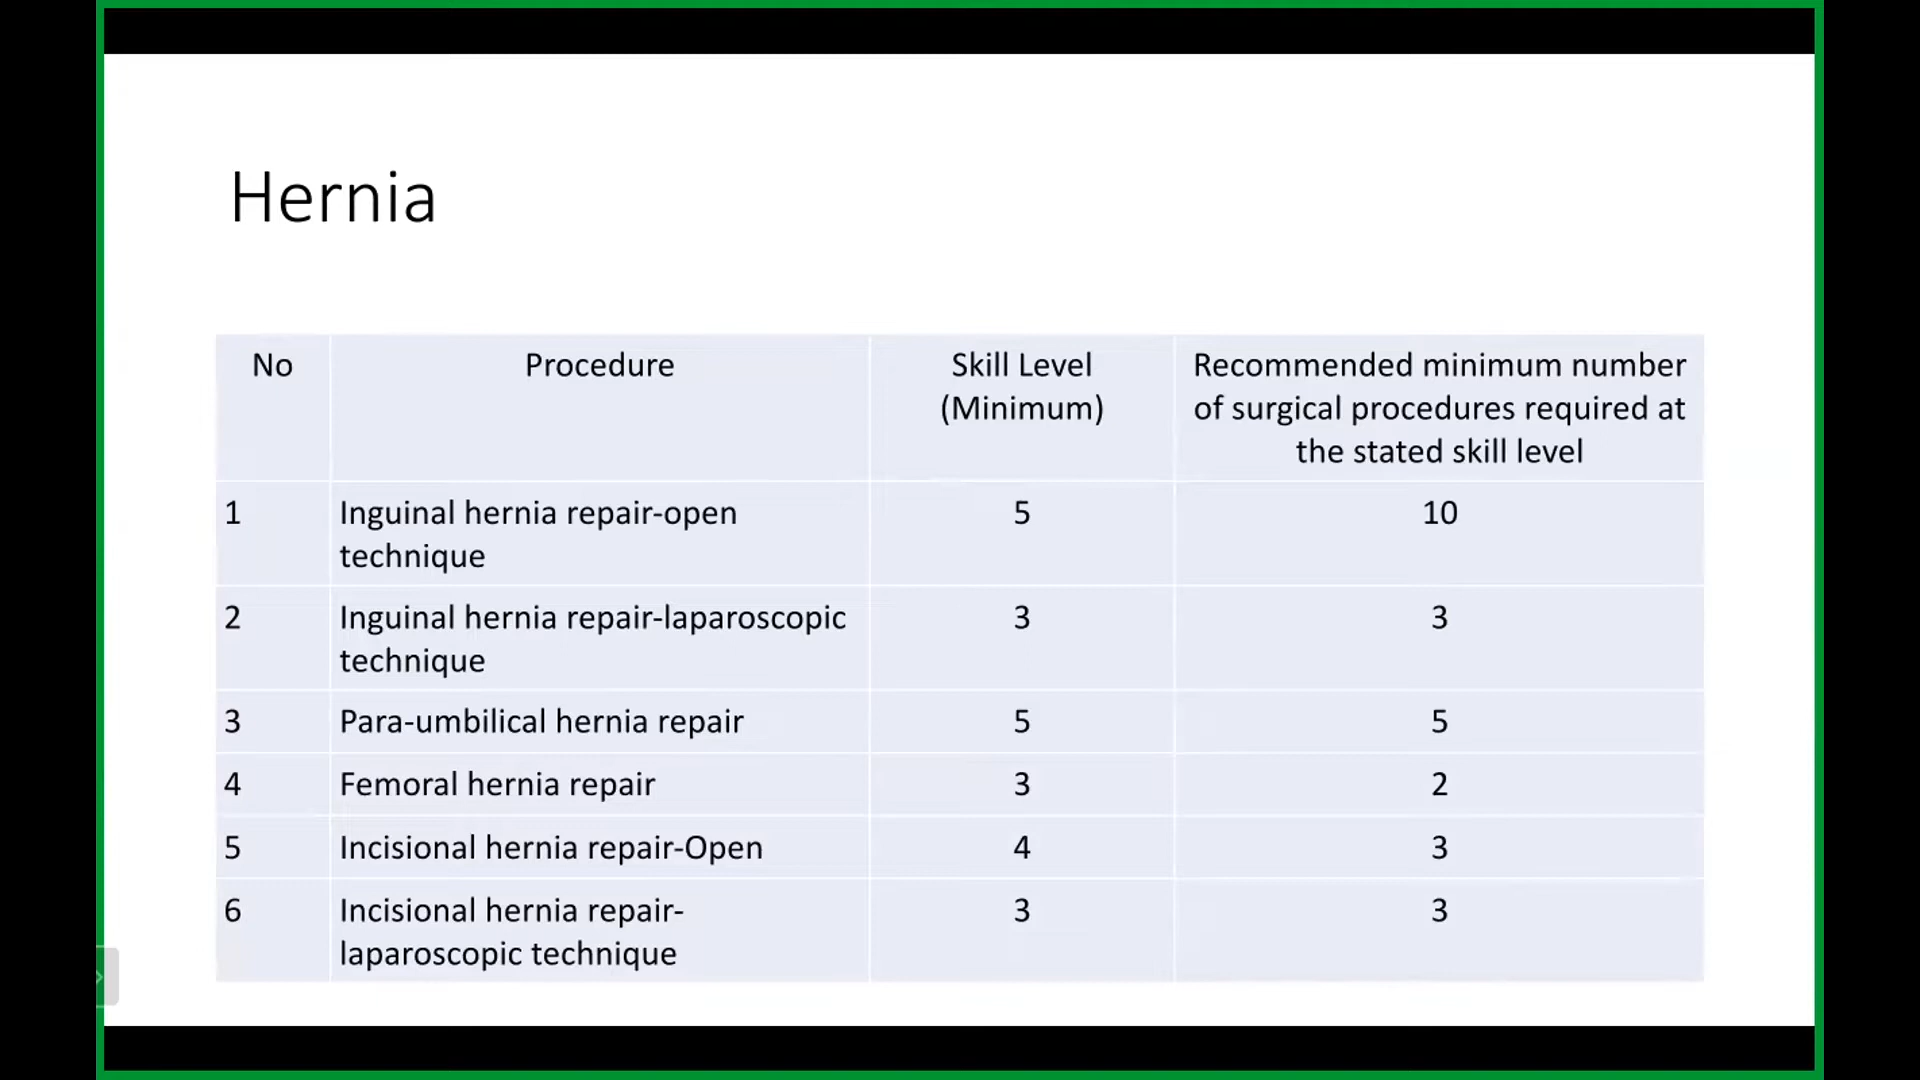 Hernia
No Procedure Skill Level Recommended minimum number
(Minimum) of surgical procedures required at
the stated skill level
1 Inguinal hernia repair-open 5 10
technique
2 Inguinal hernia repair-laparoscopic 3 3
technique
3 Para-umbilical hernia repair 5 5
4 Femoral hernia repair 3 2
5 Incisional hernia repair-Open 4 3
6 Incisional hernia repair- 3 3
laparoscopic technique